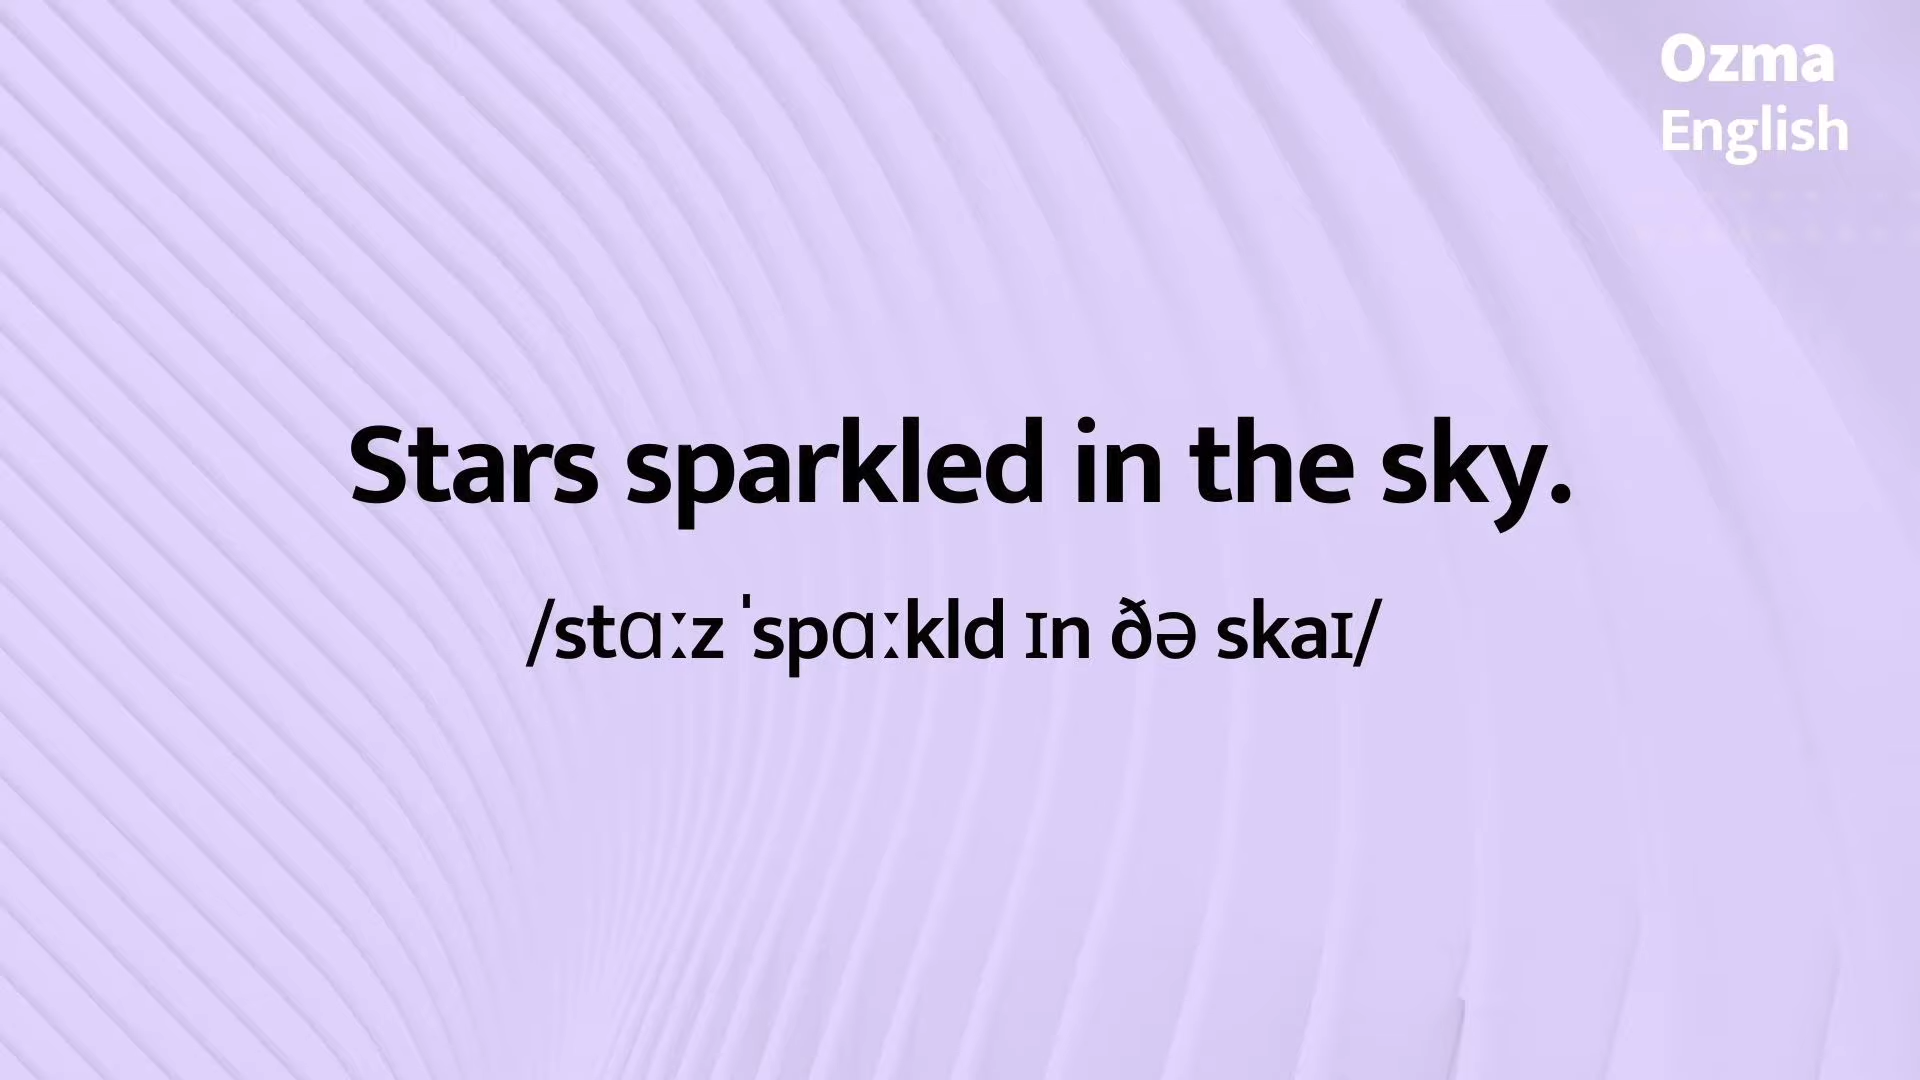 Ozma
English
Stars sparkled in the sky.
/stɑːz ˈspɑːkld ɪn ðə skaɪ/